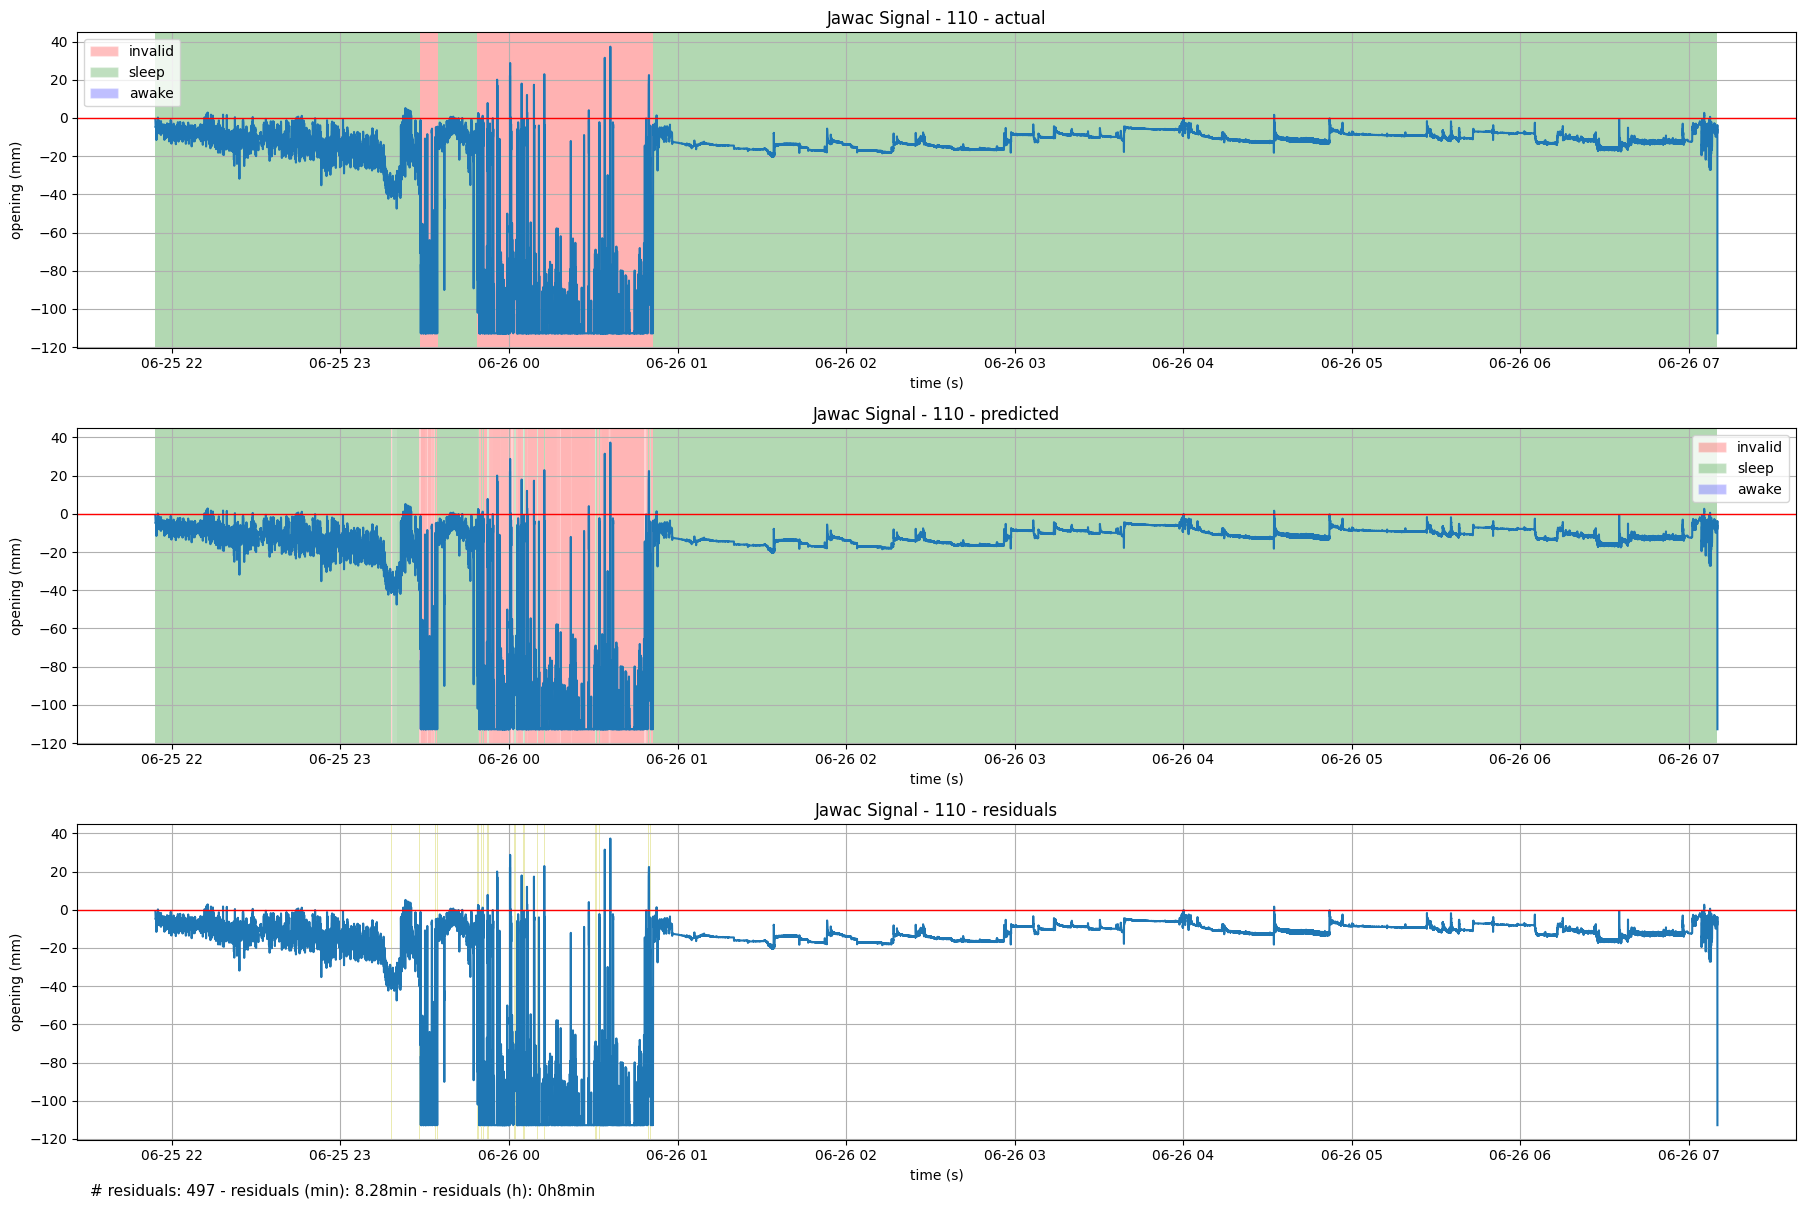 Jawac Signal - 110 - actual
invalid
sleep
awake
opening (mm)
40
20
0
−20
−40
−60
−80
−100
−120
06-25 22 06-25 23 06-26 00 06-26 01 06-26 02 06-26 03 06-26 04 06-26 05 06-26 06 06-26 07
time (s)
Jawac Signal - 110 - predicted
invalid
sleep
awake
opening (mm)
40
20
0
−20
−40
−60
−80
−100
−120
06-25 22 06-25 23 06-26 00 06-26 01 06-26 02 06-26 03 06-26 04 06-26 05 06-26 06 06-26 07
time (s)
Jawac Signal - 110 - residuals
opening (mm)
40
20
0
−20
−40
−60
−80
−100
−120
06-25 22 06-25 23 06-26 00 06-26 01 06-26 02 06-26 03 06-26 04 06-26 05 06-26 06 06-26 07
time (s)
# residuals: 497 - residuals (min): 8.28min - residuals (h): 0h8min